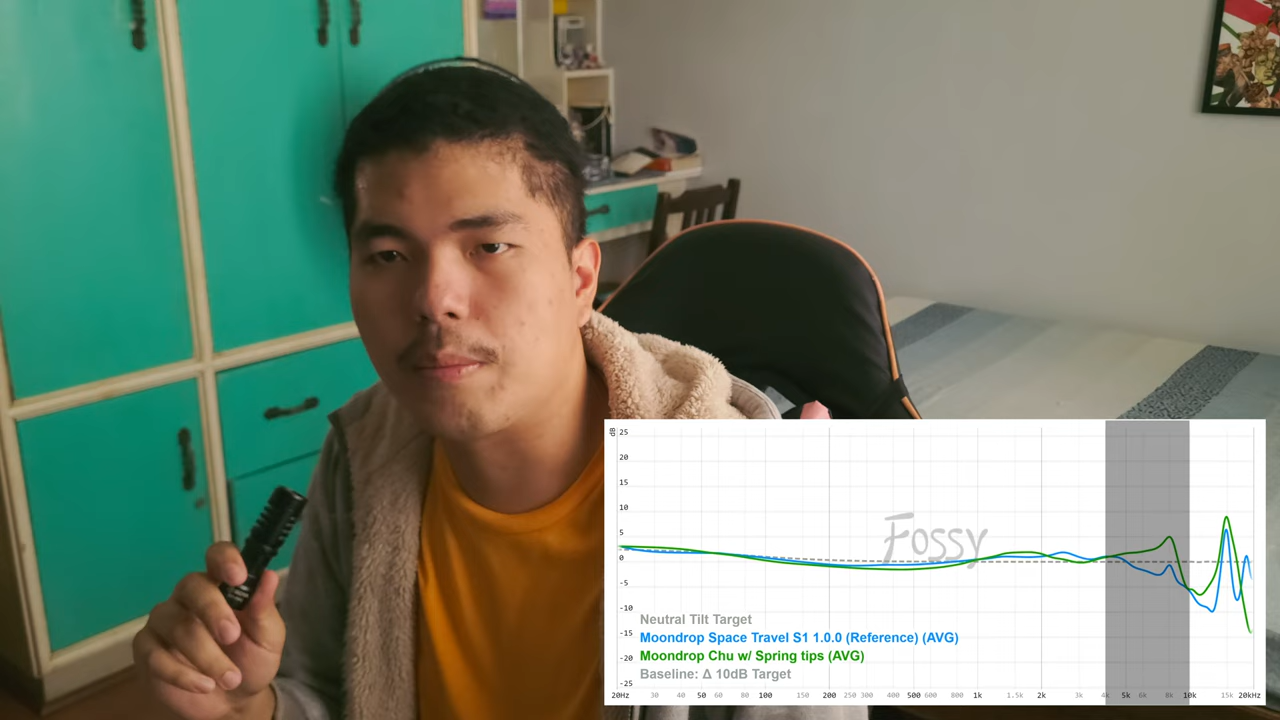 dB
25
20
15
10
5
0
-5
-10
-15
-20
-25
Fossy
Neutral Tilt Target
Moondrop Space Travel S1 1.0.0 (Reference) (AVG)
Moondrop Chu w/ Spring tips (AVG)
Baseline: Δ 10dB Target
20Hz 30 40 50 60 80 100 150 200 250 300 400 500 600 800 1k 1.5k 2k 3k 4k 5k 6k 8k 10k 15k 20kHz